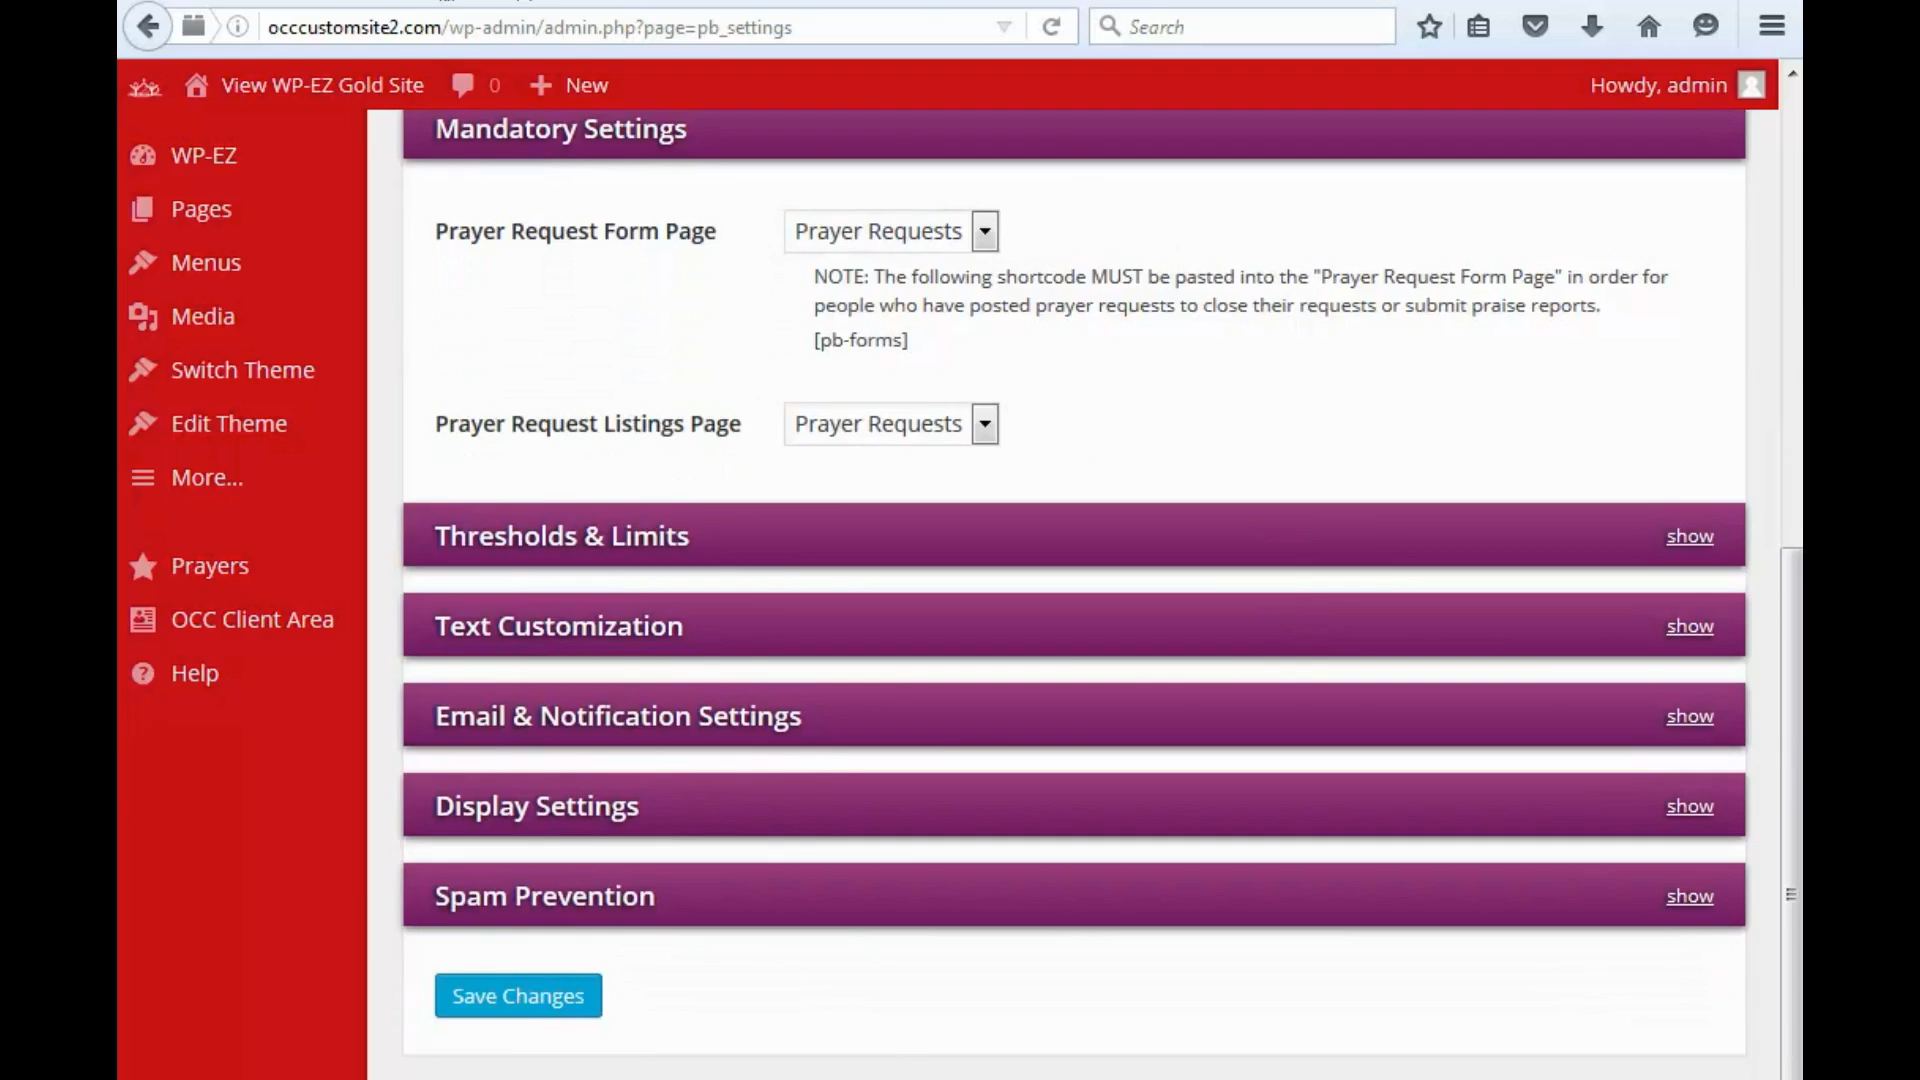 occcustomsite2.com/wp-admin/admin.php?page=pb_settings
Search
View WP-EZ Gold Site
0
New
Howdy, admin
WP-EZ
Pages
Menus
Media
Switch Theme
Edit Theme
More...
Prayers
OCC Client Area
Help
Mandatory Settings
Prayer Request Form Page
Prayer Requests
NOTE: The following shortcode MUST be pasted into the "Prayer Request Form Page" in order for
people who have posted prayer requests to close their requests or submit praise reports.
[pb-forms]
Prayer Request Listings Page
Prayer Requests
Thresholds & Limits
show
Text Customization
show
Email & Notification Settings
show
Display Settings
show
Spam Prevention
show
Save Changes